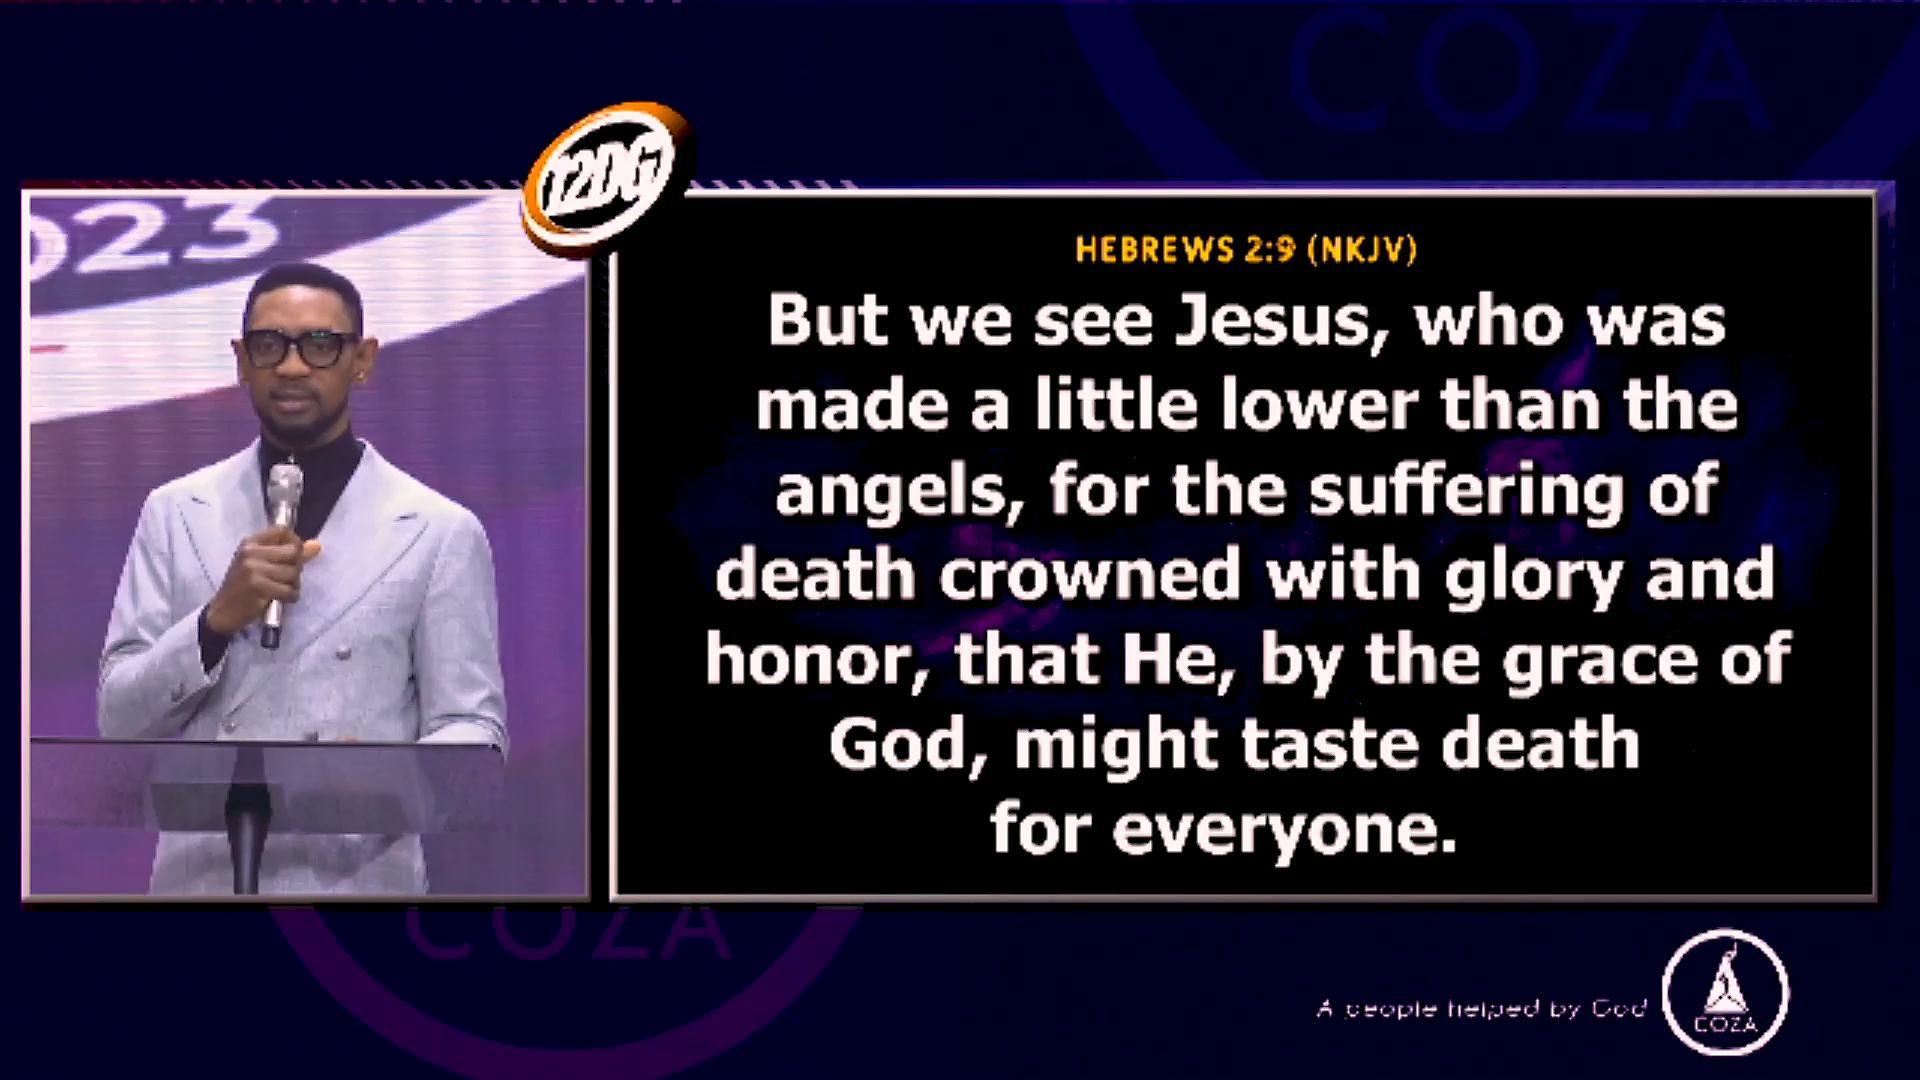 COZA
12DG
023
HEBREWS 2:9 (NKJV)
But we see Jesus, who was
made a little lower than the
angels, for the suffering of
death crowned with glory and
honor, that He, by the grace of
God, might taste death
for everyone.
COZA
A people helped by God
COZA